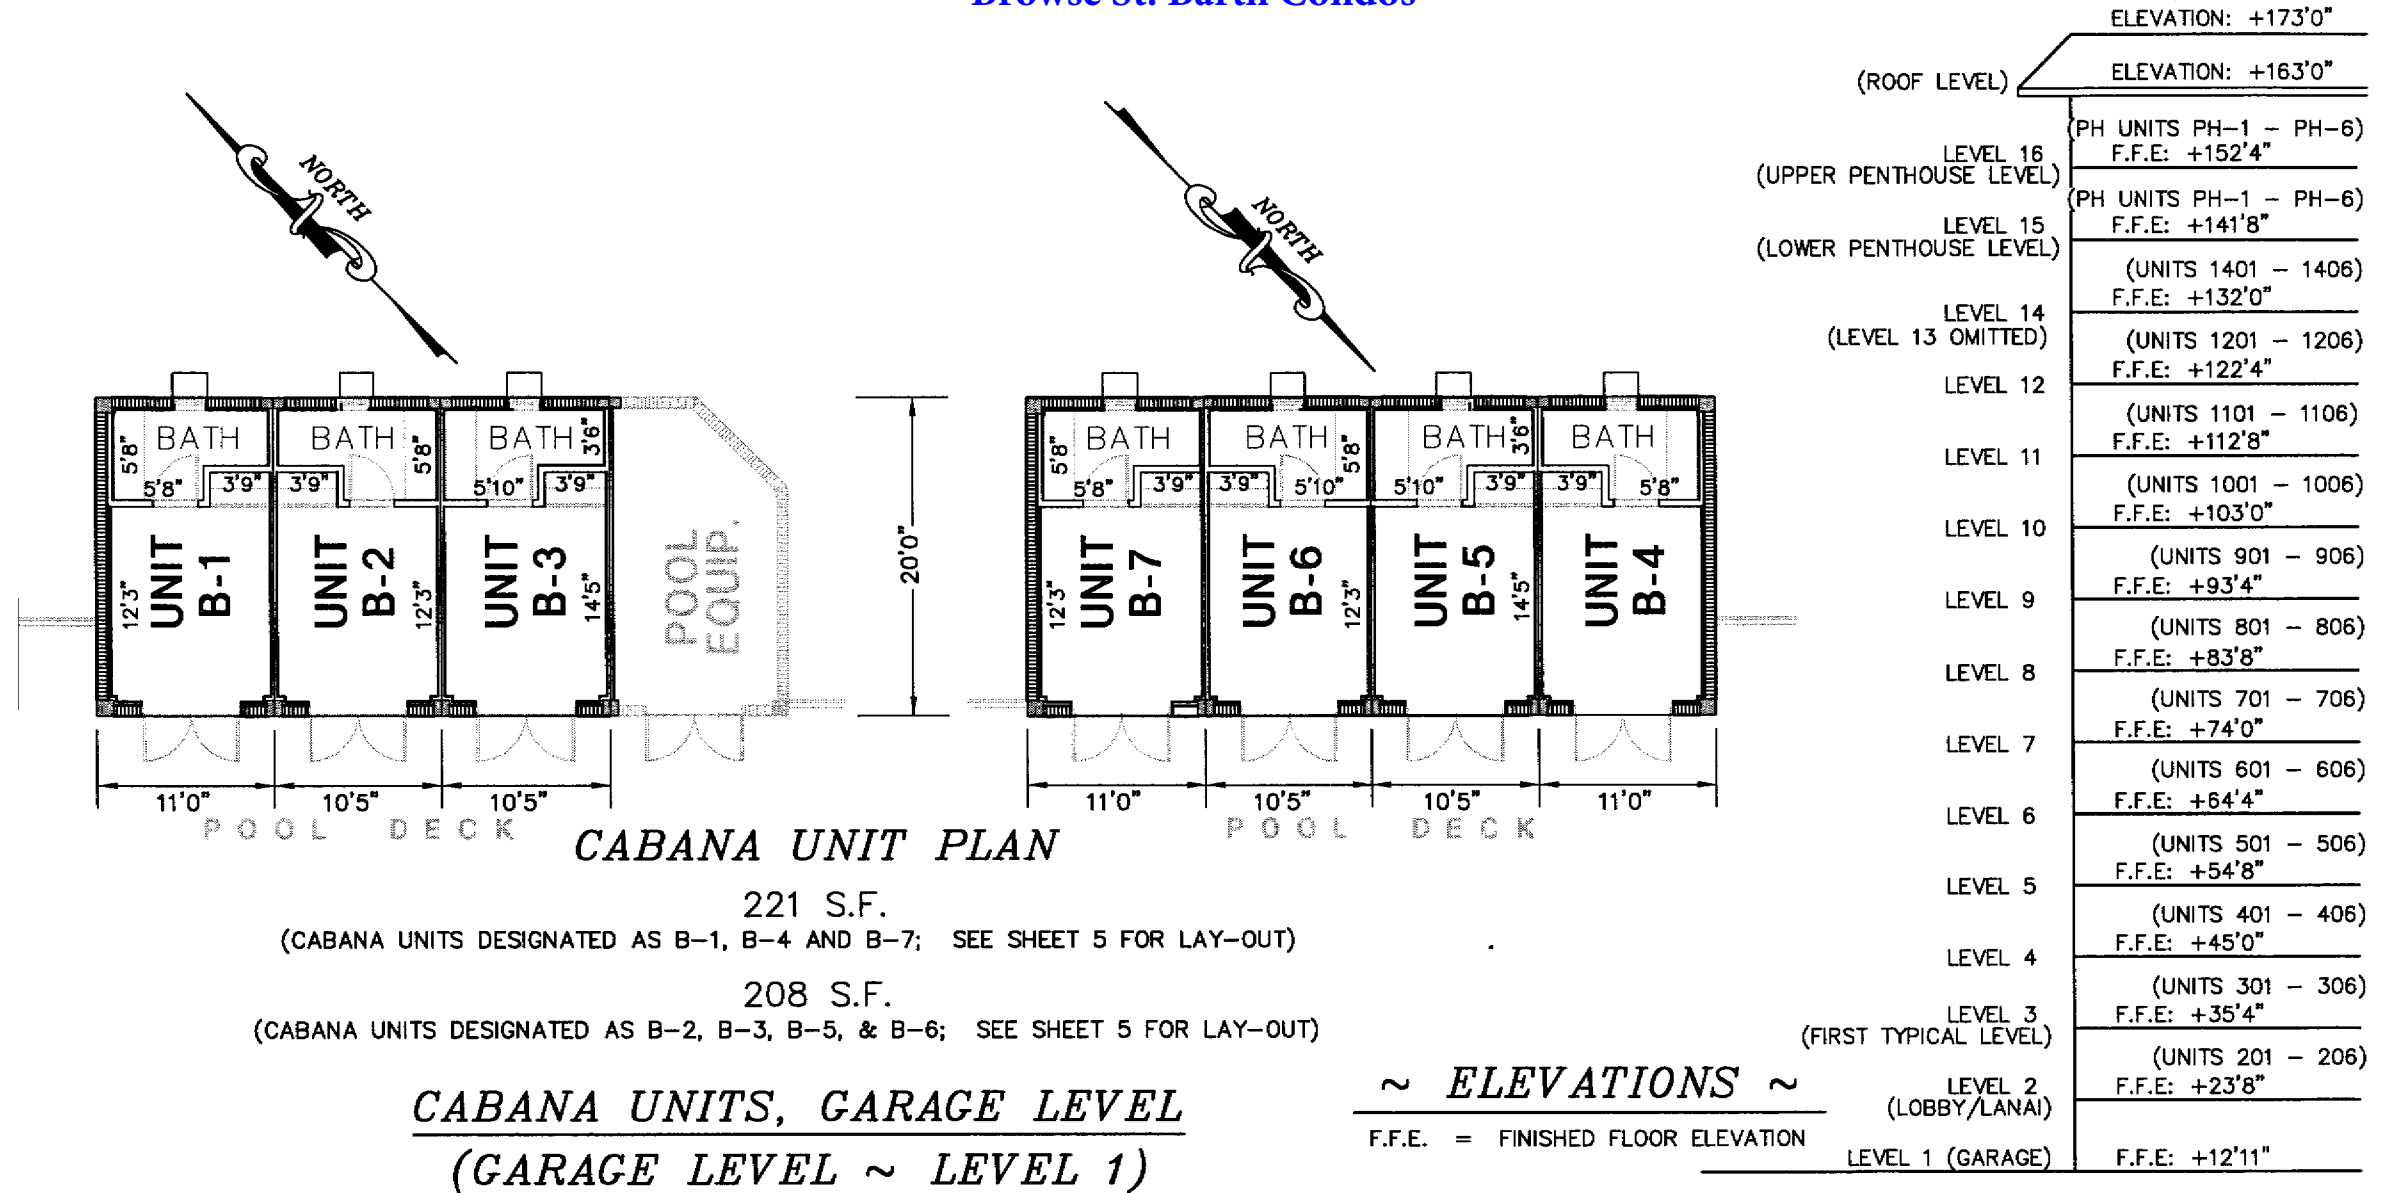 Browse St. Barth Condos
NORTH
BATH
BATH
BATH
5'8"
5'8"
3'6"
5'8"
3'9"
3'9"
5'10"
3'9"
UNIT
B-1
UNIT
B-2
UNIT
B-3
12'3"
12'3"
14'5"
POOL
EQUIP.
20'0"
11'0"
10'5"
10'5"
POOL DECK
NORTH
BATH
BATH
BATH
BATH
5'8"
5'8"
3'6"
5'8"
3'9"
3'9"
5'10"
5'10"
3'9"
3'9"
5'8"
UNIT
B-7
UNIT
B-6
UNIT
B-5
UNIT
B-4
12'3"
12'3"
14'5"
11'0"
10'5"
10'5"
11'0"
POOL DECK
CABANA UNIT PLAN
221 S.F.
(CABANA UNITS DESIGNATED AS B-1, B-4 AND B-7; SEE SHEET 5 FOR LAY-OUT)
208 S.F.
(CABANA UNITS DESIGNATED AS B-2, B-3, B-5, & B-6; SEE SHEET 5 FOR LAY-OUT)
CABANA UNITS, GARAGE LEVEL
(GARAGE LEVEL ~ LEVEL 1)
~ ELEVATIONS ~
F.F.E. = FINISHED FLOOR ELEVATION
ELEVATION: +173'0"
(ROOF LEVEL)
ELEVATION: +163'0"
(PH UNITS PH-1 - PH-6)
LEVEL 16 F.F.E: +152'4"
(UPPER PENTHOUSE LEVEL)
(PH UNITS PH-1 - PH-6)
LEVEL 15 F.F.E: +141'8"
(LOWER PENTHOUSE LEVEL)
(UNITS 1401 - 1406)
LEVEL 14 F.F.E: +132'0"
(LEVEL 13 OMITTED)
(UNITS 1201 - 1206)
LEVEL 12 F.F.E: +122'4"
(UNITS 1101 - 1106)
LEVEL 11 F.F.E: +112'8"
(UNITS 1001 - 1006)
LEVEL 10 F.F.E: +103'0"
(UNITS 901 - 906)
LEVEL 9 F.F.E: +93'4"
(UNITS 801 - 806)
LEVEL 8 F.F.E: +83'8"
(UNITS 701 - 706)
LEVEL 7 F.F.E: +74'0"
(UNITS 601 - 606)
LEVEL 6 F.F.E: +64'4"
(UNITS 501 - 506)
LEVEL 5 F.F.E: +54'8"
(UNITS 401 - 406)
LEVEL 4 F.F.E: +45'0"
(UNITS 301 - 306)
LEVEL 3 F.F.E: +35'4"
(FIRST TYPICAL LEVEL)
(UNITS 201 - 206)
LEVEL 2 F.F.E: +23'8"
(LOBBY/LANAI)
LEVEL 1 (GARAGE) F.F.E: +12'11"